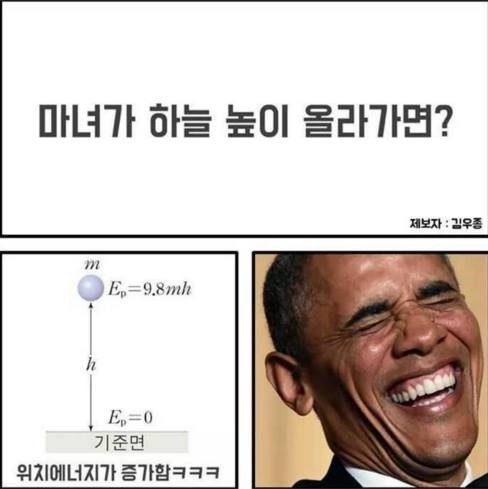 마녀가 하늘 높이 올라가면?
제보자 : 김우종
m
Eₚ=9.8mh
h
Eₚ=0
기준면
위치에너지가 증가함ㅋㅋㅋ